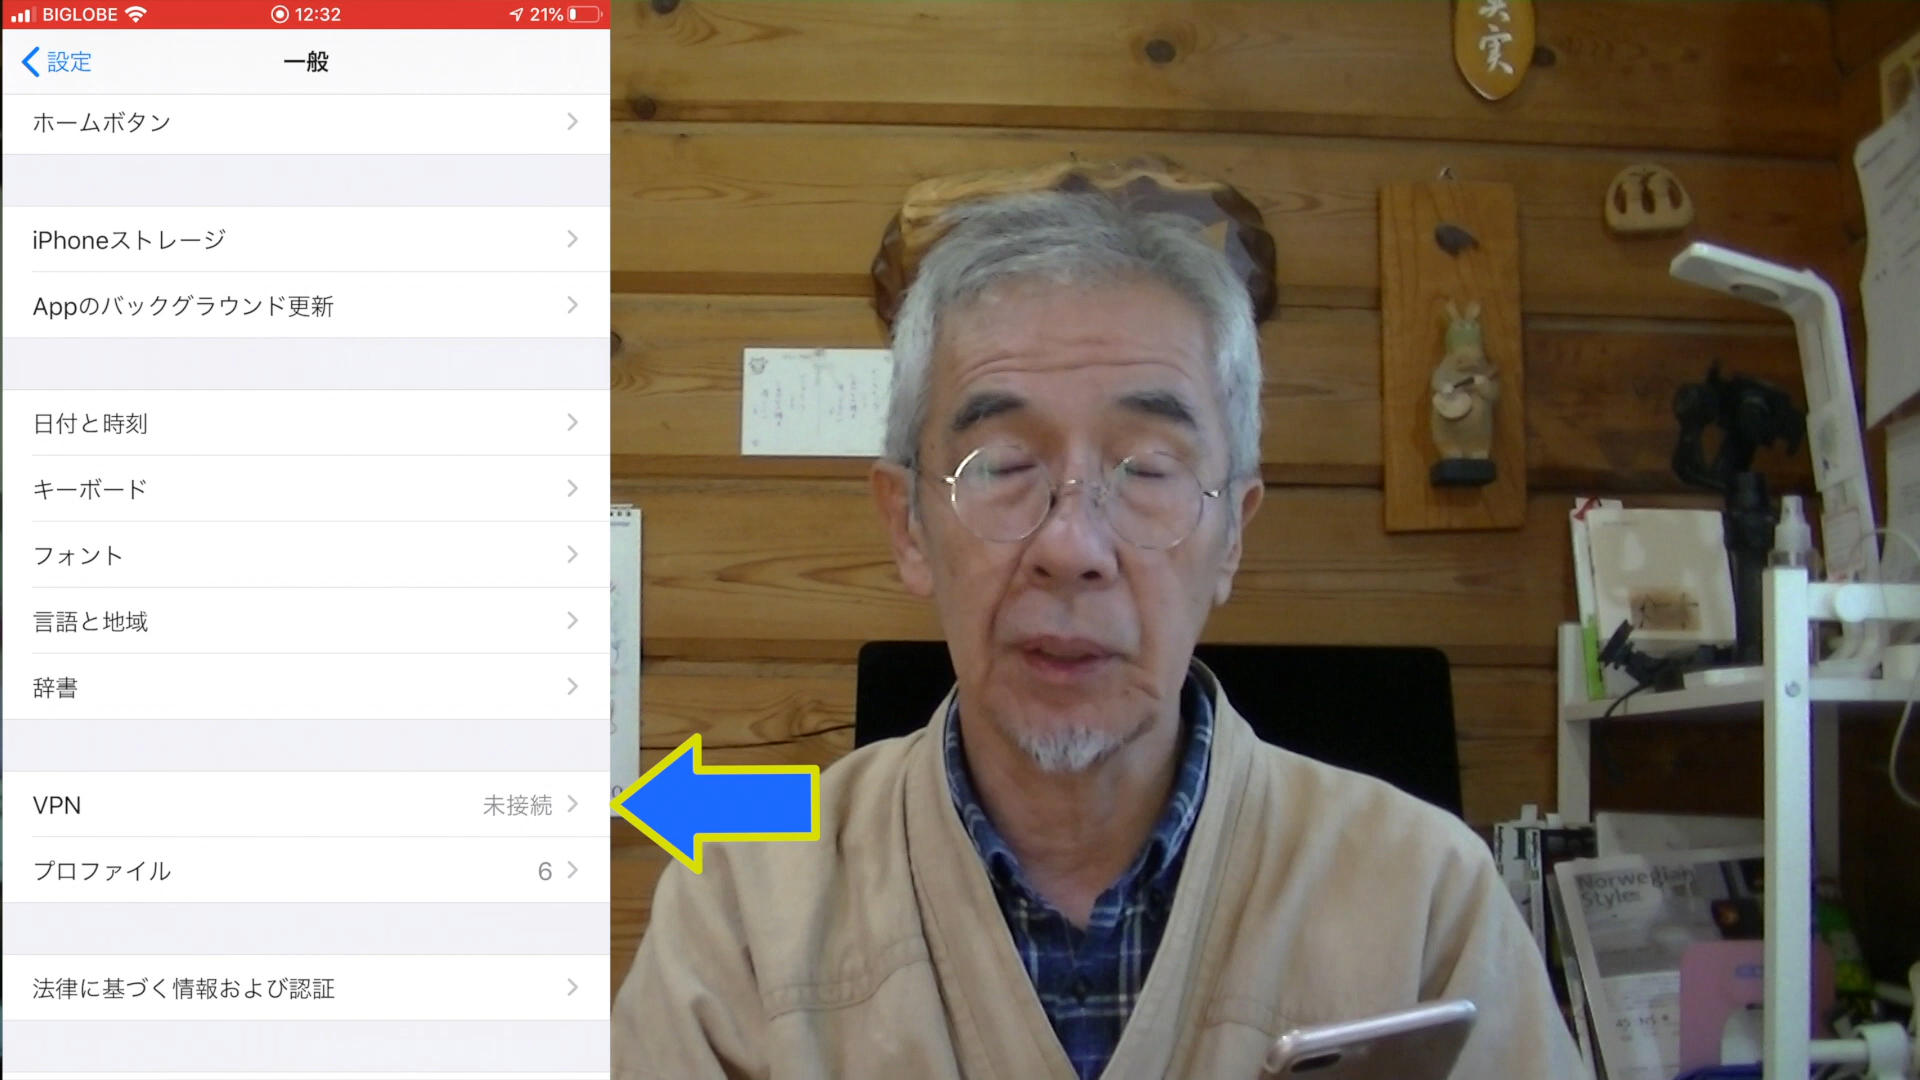 BIGLOBE 12:32 21%
設定 一般
ホームボタン
iPhoneストレージ
Appのバックグラウンド更新
日付と時刻
キーボード
フォント
言語と地域
辞書
VPN 未接続
プロファイル 6
法律に基づく情報および認証
実
Norwegian
Styles